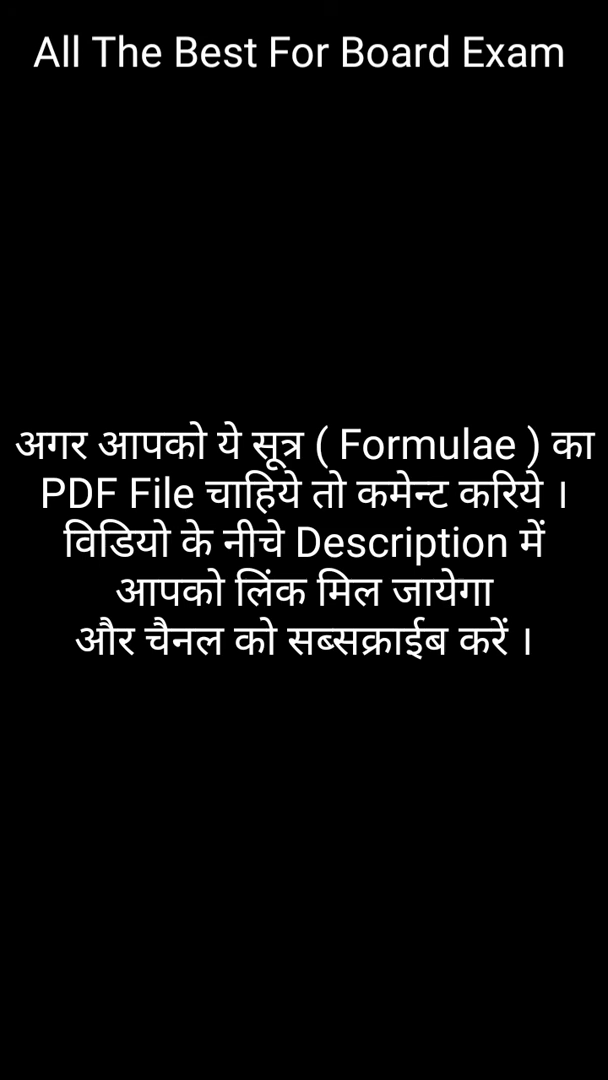 All The Best For Board Exam
अगर आपको ये सूत्र ( Formulae ) का
PDF File चाहिये तो कमेन्ट करिये ।
विडियो के नीचे Description में
आपको लिंक मिल जायेगा
और चैनल को सब्सक्राईब करें ।